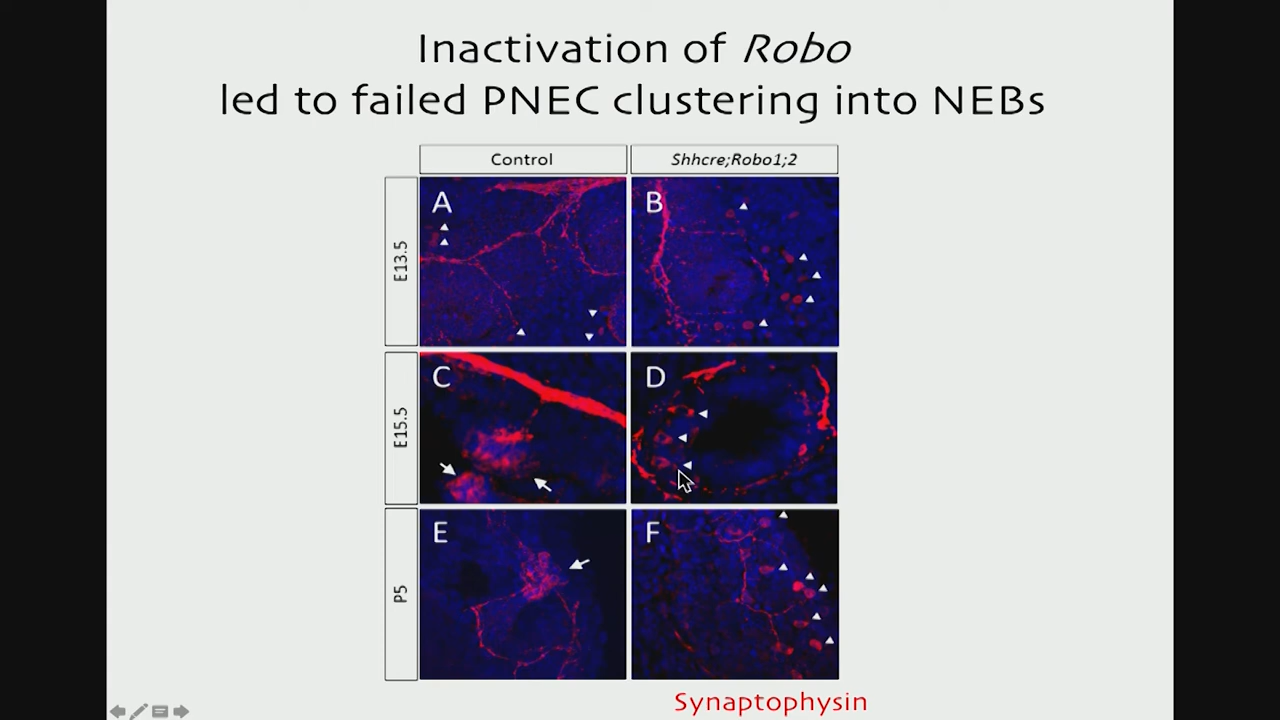 Inactivation of Robo
led to failed PNEC clustering into NEBs
Control
Shhcre;Robo1;2
E13.5
A
B
E15.5
C
D
P5
E
F
Synaptophysin